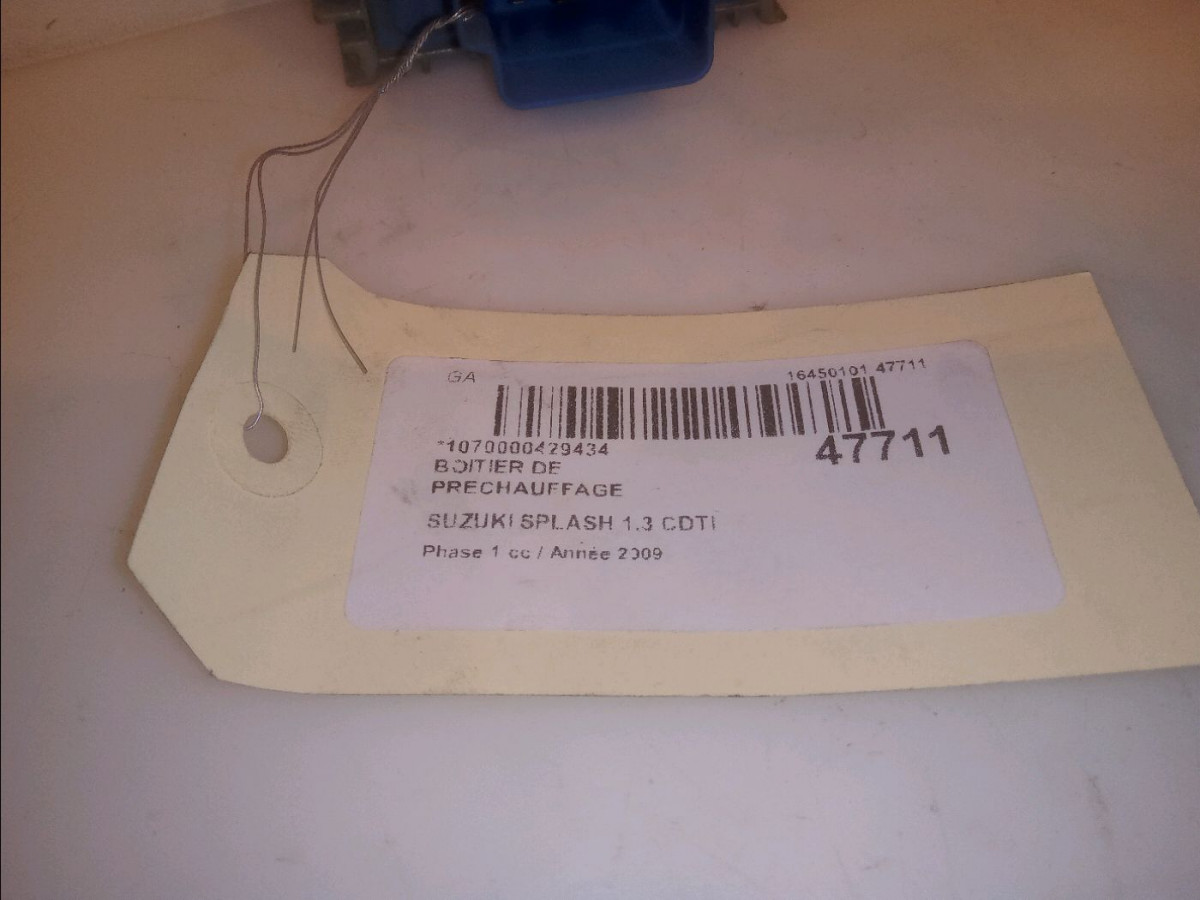 GA 16450101 47711
*1070000429434 47711
BOITIER DE
PRECHAUFFAGE
SUZUKI SPLASH 1.3 CDTI
Phase 1 cc / Année 2009